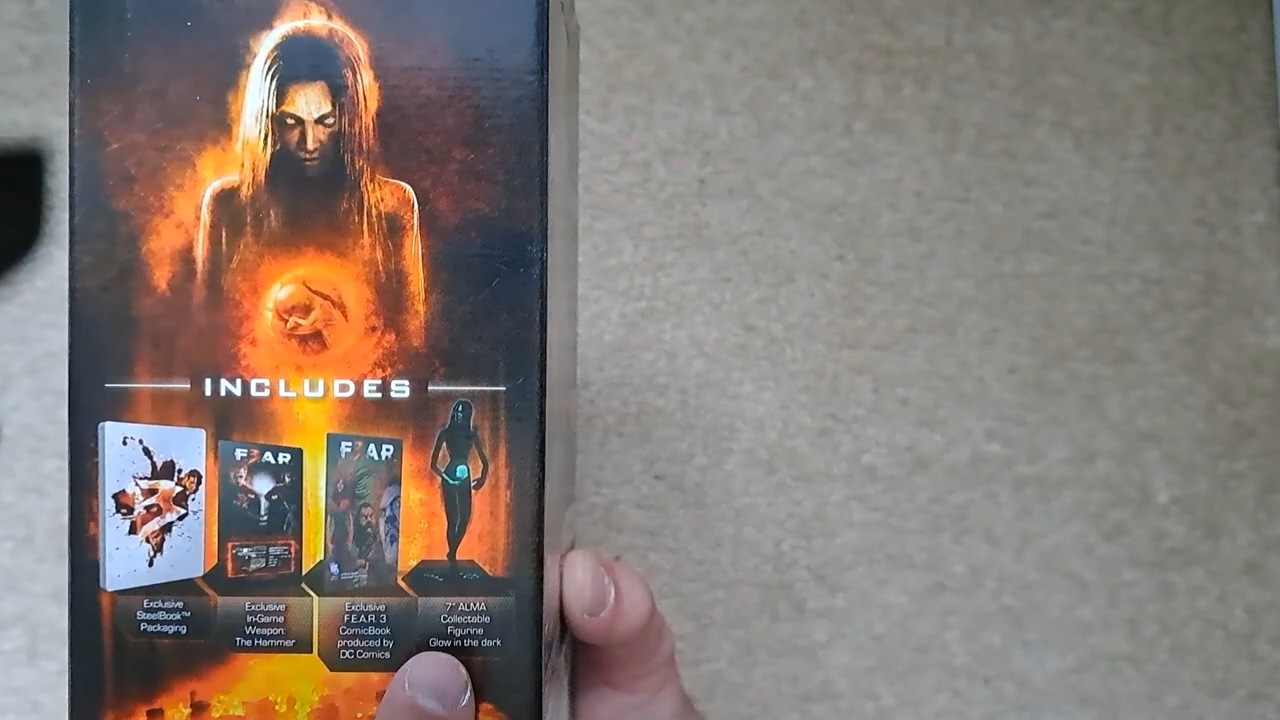 INCLUDES
F3AR
F3AR
Exclusive
SteelBook™
Packaging
Exclusive
In-Game
Weapon:
The Hammer
Exclusive
F.E.A.R. 3
ComicBook
produced by
DC Comics
7" ALMA
Collectable
Figurine
Glow in the dark